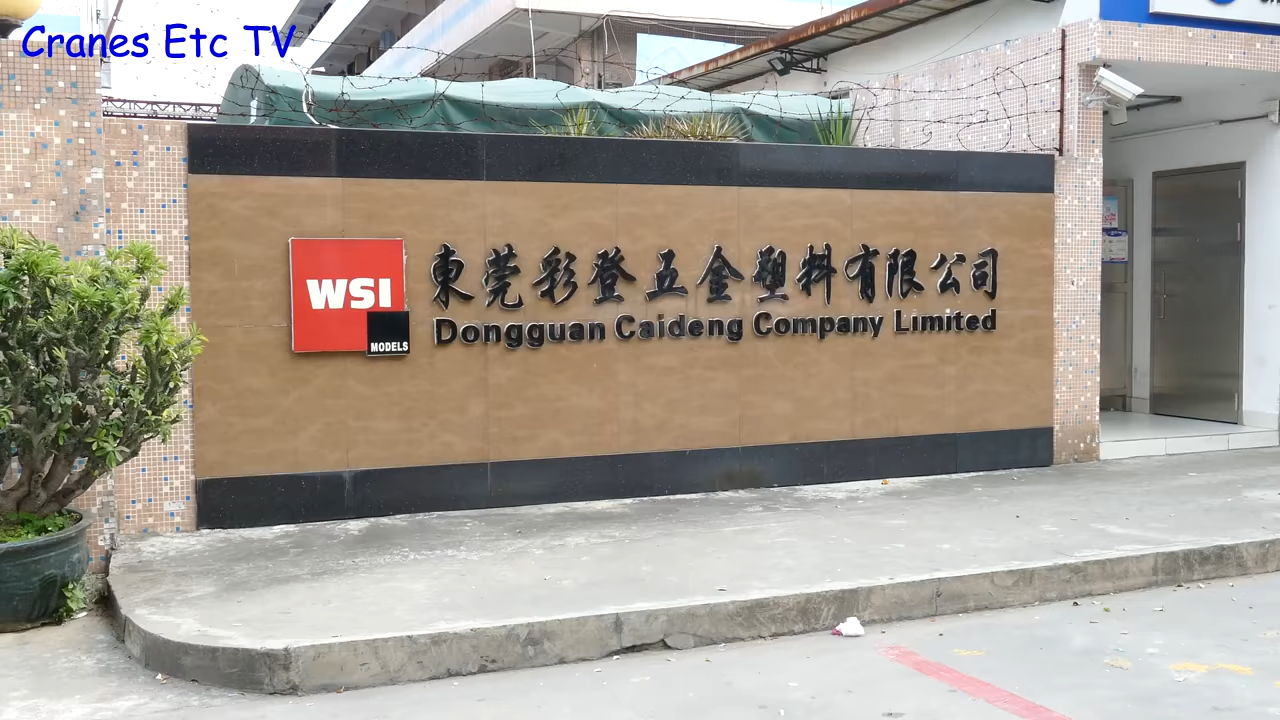 Cranes Etc TV
WSI
MODELS
東莞彩登五金塑料有限公司
Dongguan Caideng Company Limited